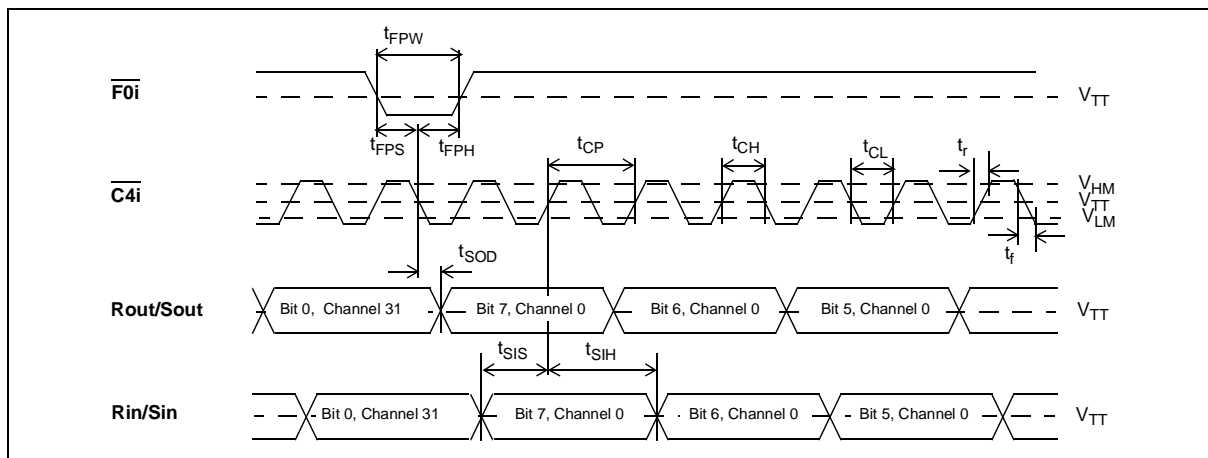 tFPW
F0i
VTT
tFPS
tFPH
tCP
tCH
tCL
tr
C4i
VHM
VTT
VLM
tSOD
tf
Rout/Sout
Bit 0, Channel 31
Bit 7, Channel 0
Bit 6, Channel 0
Bit 5, Channel 0
VTT
tSIS
tSIH
Rin/Sin
Bit 0, Channel 31
Bit 7, Channel 0
Bit 6, Channel 0
Bit 5, Channel 0
VTT